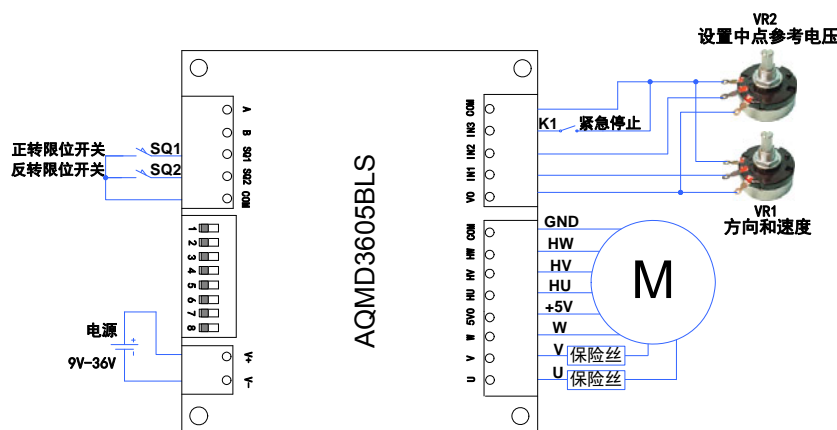 VR2
设置中点参考电压
A
B
SQ1
SQ2
COM
正转限位开关
SQ1
反转限位开关
SQ2
1
2
3
4
5
6
7
8
电源
9V-36V
+
-
V+
V-
AQMD3605BLS
COM
IN3
IN2
IN1
VO
K1
紧急停止
VR1
方向和速度
COM
HW
HV
HU
5VO
W
V
U
GND
HW
HV
HU
+5V
W
V
保险丝
U
保险丝
M